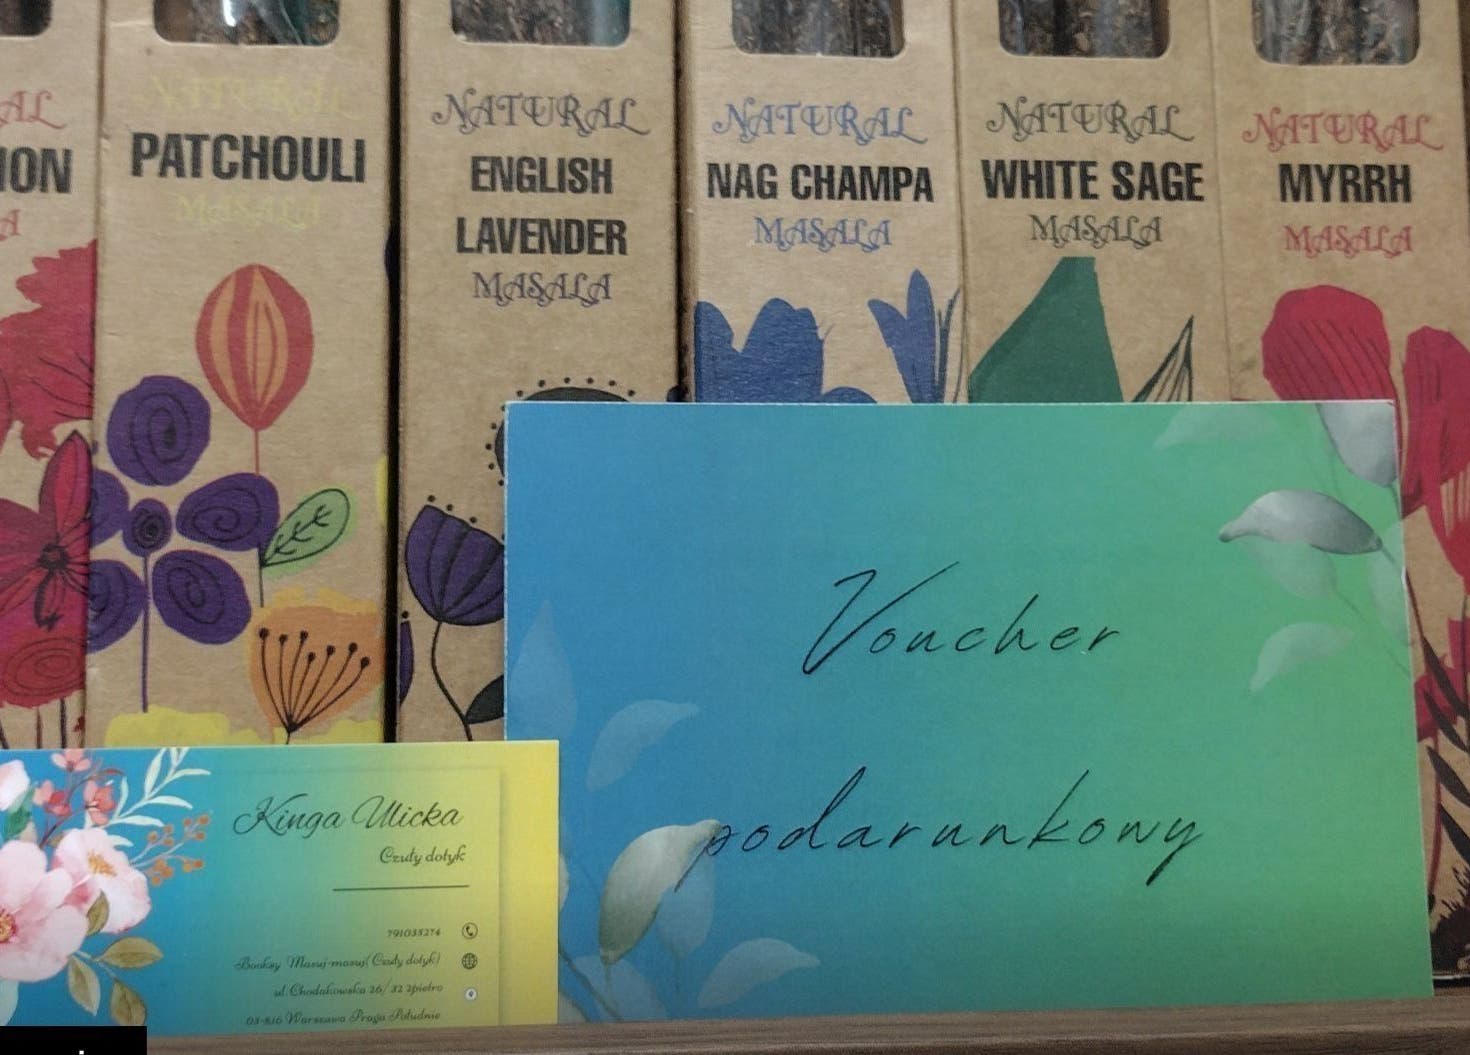 AL
ION
A
NATURAL
PATCHOULI
MASALA
NATURAL
ENGLISH
LAVENDER
MASALA
NATURAL
NAG CHAMPA
MASALA
NATURAL
WHITE SAGE
MASALA
NATURAL
MYRRH
MASALA
Voucher
podarunkowy
Kinga Ulicka
Czuły dotyk
791035274
Booksy Masuj-masuj(Czuły dotyk)
ul. Chodakowska 26/32 2piętro
03-816 Warszawa Praga Południe